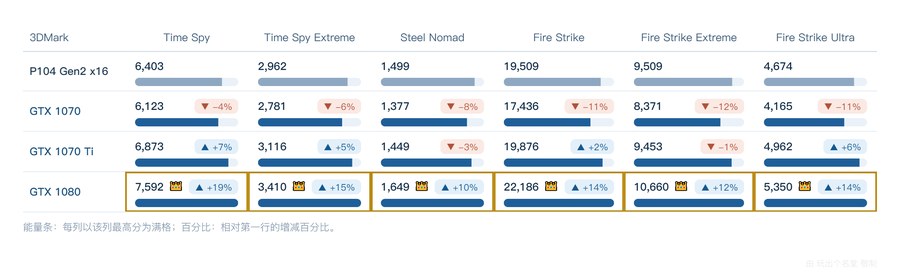 3DMark Time Spy Time Spy Extreme Steel Nomad Fire Strike Fire Strike Extreme Fire Strike Ultra
P104 Gen2 x16 6,403 2,962 1,499 19,509 9,509 4,674
GTX 1070 6,123 ▼ −4% 2,781 ▼ −6% 1,377 ▼ −8% 17,436 ▼ −11% 8,371 ▼ −12% 4,165 ▼ −11%
GTX 1070 Ti 6,873 ▲ +7% 3,116 ▲ +5% 1,449 ▼ −3% 19,876 ▲ +2% 9,453 ▼ −1% 4,962 ▲ +6%
GTX 1080 7,592 ▲ +19% 3,410 ▲ +15% 1,649 ▲ +10% 22,186 ▲ +14% 10,660 ▲ +12% 5,350 ▲ +14%
能量条：每列以该列最高分为满格；百分比：相对第一行的增减百分比。